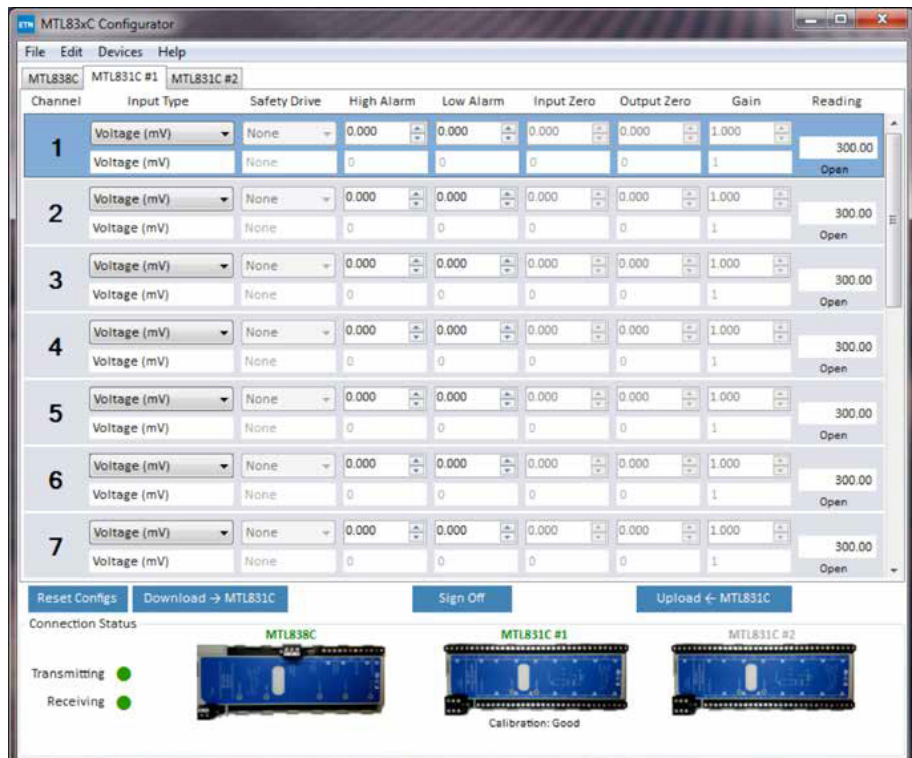 ETN MTL83xC Configurator
File Edit Devices Help
MTL838C MTL831C #1 MTL831C #2
Channel Input Type Safety Drive High Alarm Low Alarm Input Zero Output Zero Gain Reading
1 Voltage (mV) None 0.000 0.000 0.000 0.000 1.000 300.00
Voltage (mV) None 0 0 0 0 1 Open
2 Voltage (mV) None 0.000 0.000 0.000 0.000 1.000 300.00
Voltage (mV) None 0 0 0 0 1 Open
3 Voltage (mV) None 0.000 0.000 0.000 0.000 1.000 300.00
Voltage (mV) None 0 0 0 0 1 Open
4 Voltage (mV) None 0.000 0.000 0.000 0.000 1.000 300.00
Voltage (mV) None 0 0 0 0 1 Open
5 Voltage (mV) None 0.000 0.000 0.000 0.000 1.000 300.00
Voltage (mV) None 0 0 0 0 1 Open
6 Voltage (mV) None 0.000 0.000 0.000 0.000 1.000 300.00
Voltage (mV) None 0 0 0 0 1 Open
7 Voltage (mV) None 0.000 0.000 0.000 0.000 1.000 300.00
Voltage (mV) None 0 0 0 0 1 Open
Reset Configs Download → MTL831C Sign Off Upload ← MTL831C
Connection Status
MTL838C MTL831C #1 MTL831C #2
Transmitting
Receiving
Calibration: Good